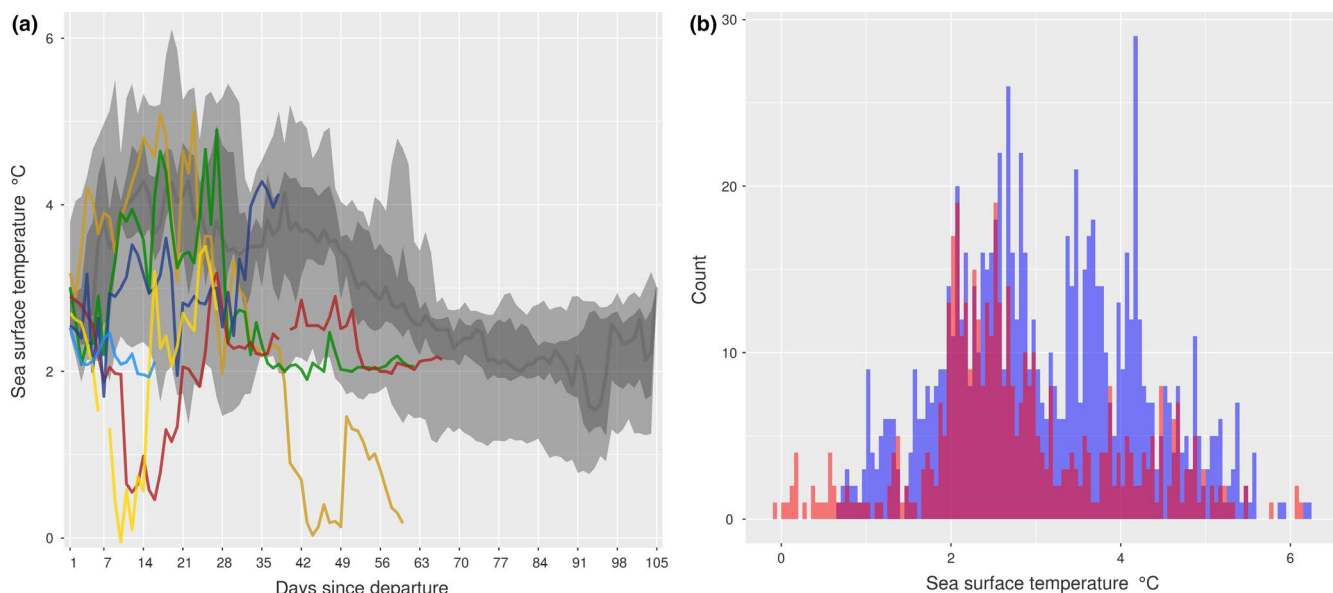 (a)
6
4
2
0
Sea surface temperature °C
1 7 14 21 28 35 42 49 56 63 70 77 84 91 98 105
Days since departure
(b)
30
20
10
0
Count
0 2 4 6
Sea surface temperature °C